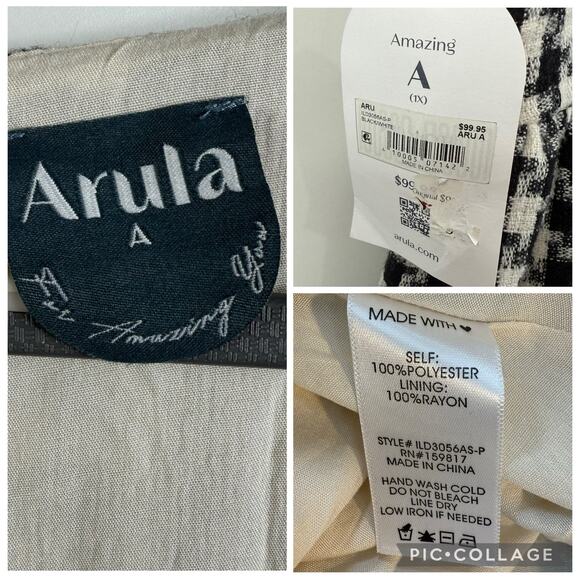 Arula
A
For Amazing You
Amazing
A
(1X)
ARU
ILD3056AS-P
BLACK/WHITE
$99.95
ARU A
MADE IN CHINA
arula.com
MADE WITH ♥
SELF:
100%POLYESTER
LINING:
100%RAYON
STYLE# ILD3056AS-P
RN#159817
MADE IN CHINA
HAND WASH COLD
DO NOT BLEACH
LINE DRY
LOW IRON IF NEEDED
PIC•COLLAGE